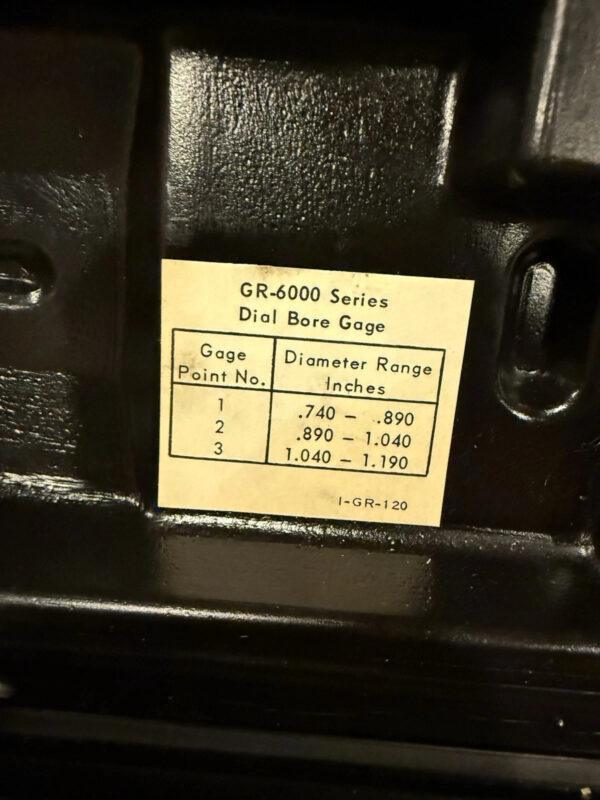 GR-6000 Series
Dial Bore Gage
Gage Point No. Diameter Range Inches
1 .740 – .890
2 .890 – 1.040
3 1.040 – 1.190
I-GR-120